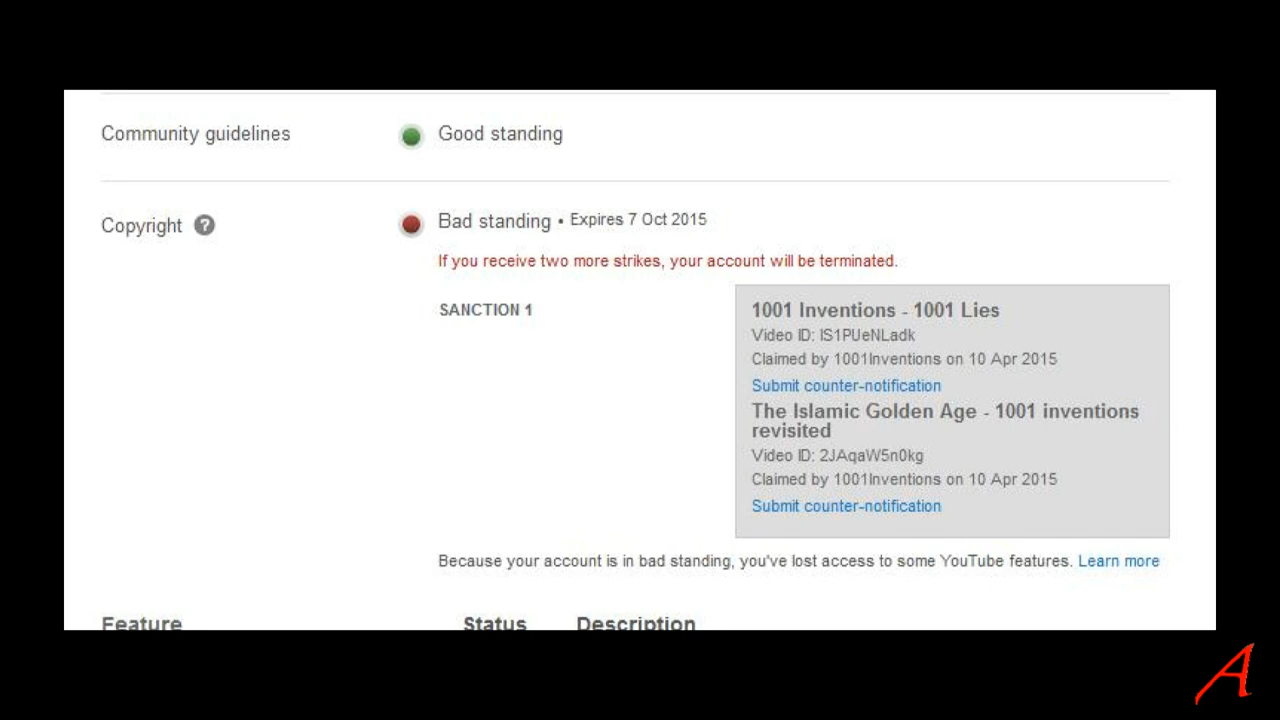 Community guidelines
Good standing
Copyright ?
Bad standing • Expires 7 Oct 2015
If you receive two more strikes, your account will be terminated.
SANCTION 1
1001 Inventions - 1001 Lies
Video ID: IS1PUeNLadk
Claimed by 1001Inventions on 10 Apr 2015
Submit counter-notification
The Islamic Golden Age - 1001 inventions
revisited
Video ID: 2JAqaW5n0kg
Claimed by 1001Inventions on 10 Apr 2015
Submit counter-notification
Because your account is in bad standing, you've lost access to some YouTube features. Learn more
Feature Status Description
A